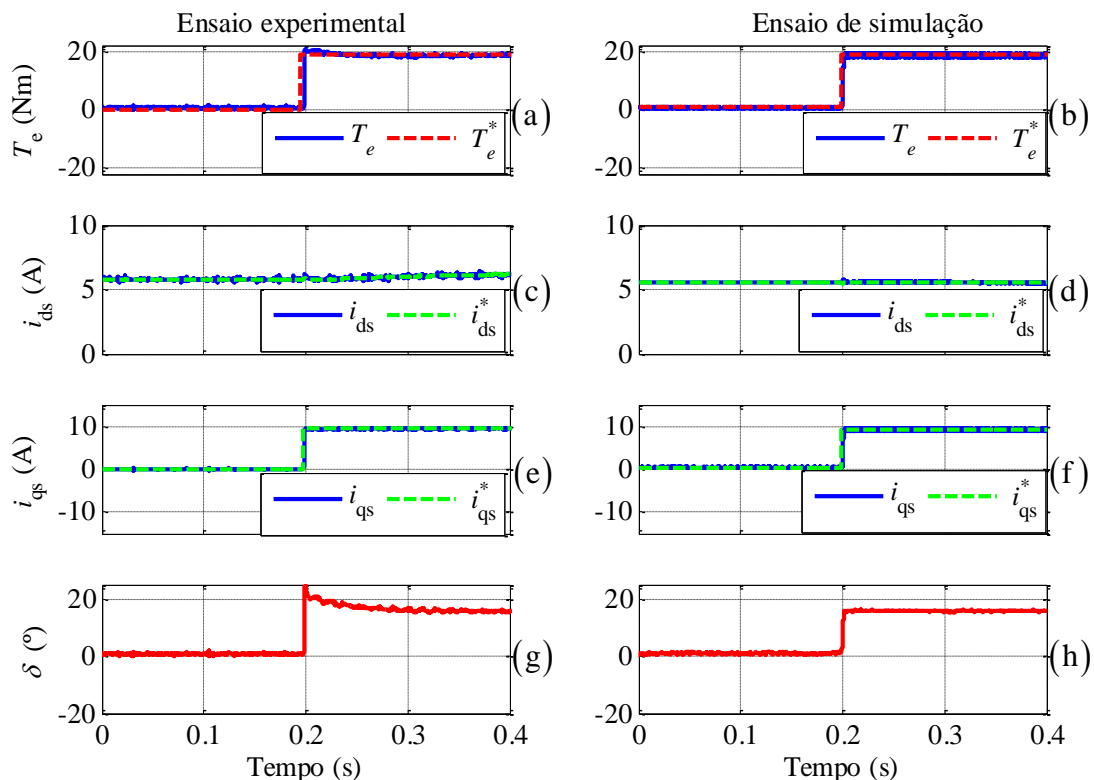 Ensaio experimental
Ensaio de simulação
T_e (Nm)
20
0
-20
T_e
T_e^*
(a)
20
0
-20
T_e
T_e^*
(b)
i_ds (A)
10
5
0
i_ds
i_ds^*
(c)
10
5
0
i_ds
i_ds^*
(d)
i_qs (A)
10
0
-10
i_qs
i_qs^*
(e)
10
0
-10
i_qs
i_qs^*
(f)
δ (º)
20
0
-20
(g)
0 0.1 0.2 0.3 0.4
Tempo (s)
20
0
-20
(h)
0 0.1 0.2 0.3 0.4
Tempo (s)